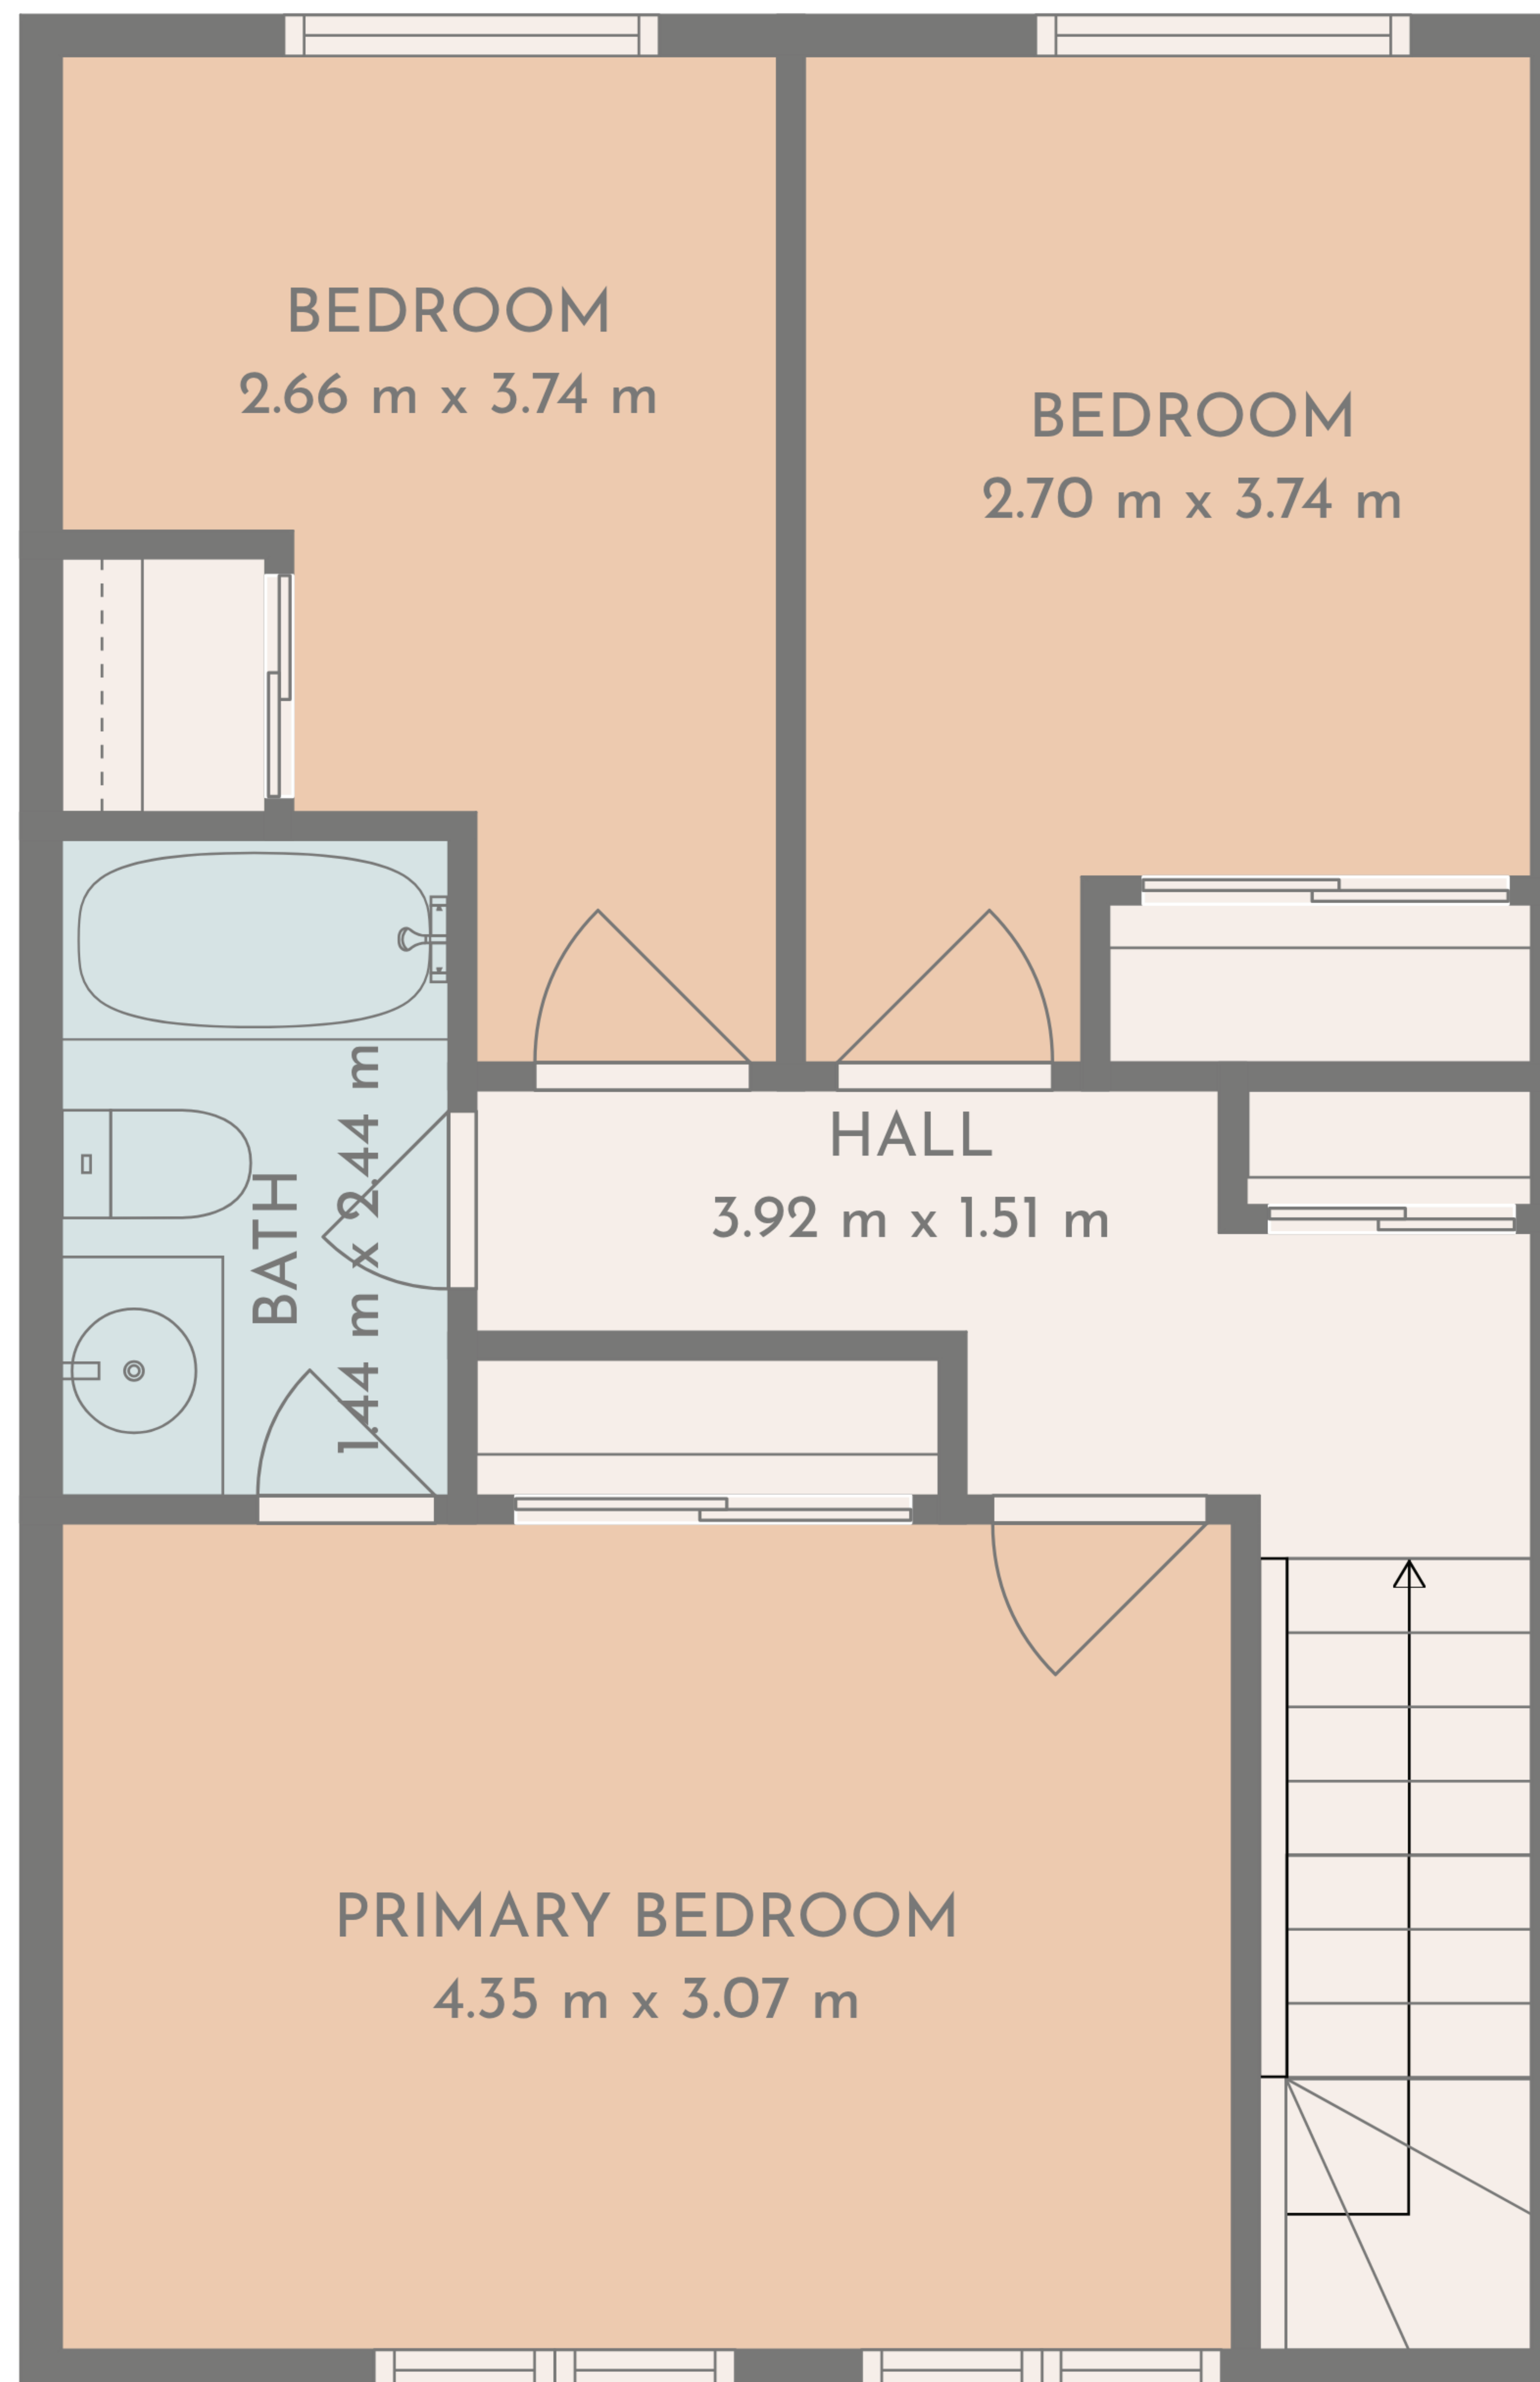 BEDROOM
2.66 m x 3.74 m
BEDROOM
2.70 m x 3.74 m
HALL
3.92 m x 1.51 m
BATH
1.44 m x 2.44 m
PRIMARY BEDROOM
4.35 m x 3.07 m